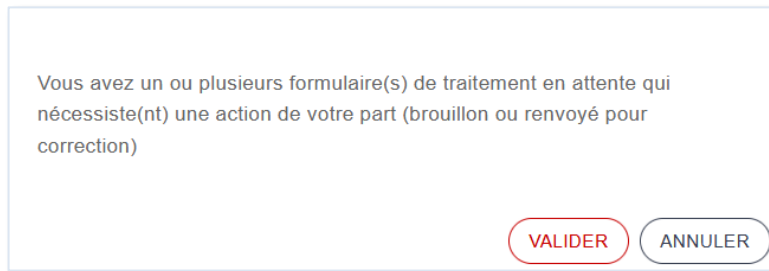 Vous avez un ou plusieurs formulaire(s) de traitement en attente qui
nécessiste(nt) une action de votre part (brouillon ou renvoyé pour
correction)
VALIDER ANNULER